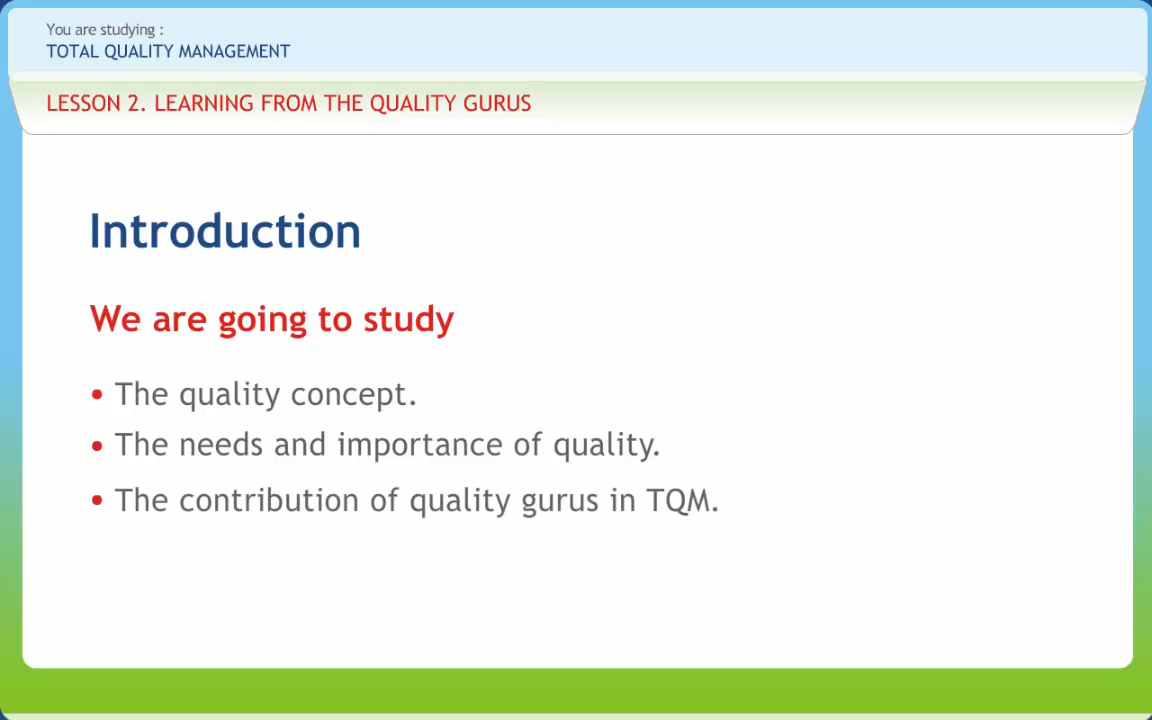 You are studying :
TOTAL QUALITY MANAGEMENT
LESSON 2. LEARNING FROM THE QUALITY GURUS
Introduction
We are going to study
• The quality concept.
• The needs and importance of quality.
• The contribution of quality gurus in TQM.